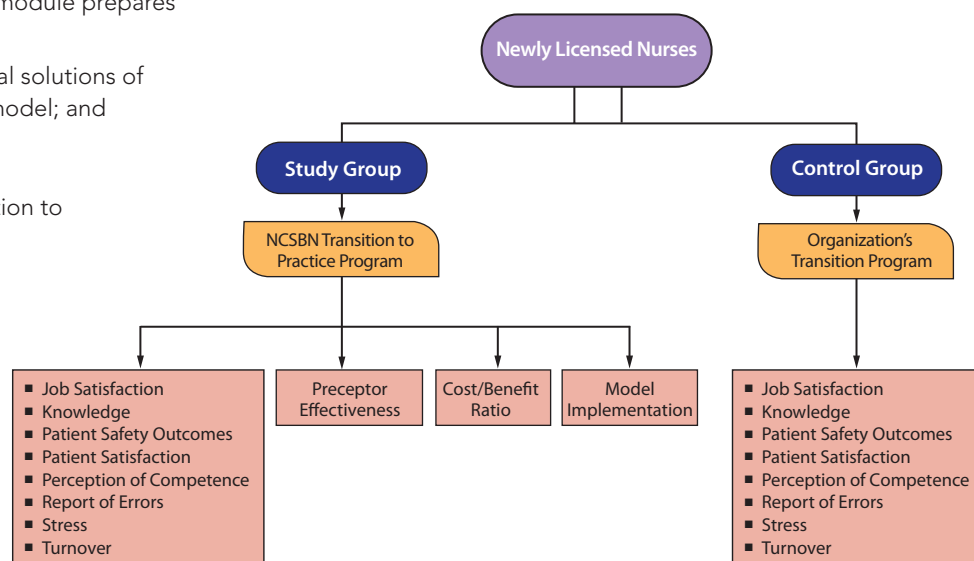 module prepares
al solutions of
nodel; and
tion to
Newly Licensed Nurses
Study Group
Control Group
NCSBN Transition to
Practice Program
Organization's
Transition Program
■ Job Satisfaction
■ Knowledge
■ Patient Safety Outcomes
■ Patient Satisfaction
■ Perception of Competence
■ Report of Errors
■ Stress
■ Turnover
Preceptor
Effectiveness
Cost/Benefit
Ratio
Model
Implementation
■ Job Satisfaction
■ Knowledge
■ Patient Safety Outcomes
■ Patient Satisfaction
■ Perception of Competence
■ Report of Errors
■ Stress
■ Turnover